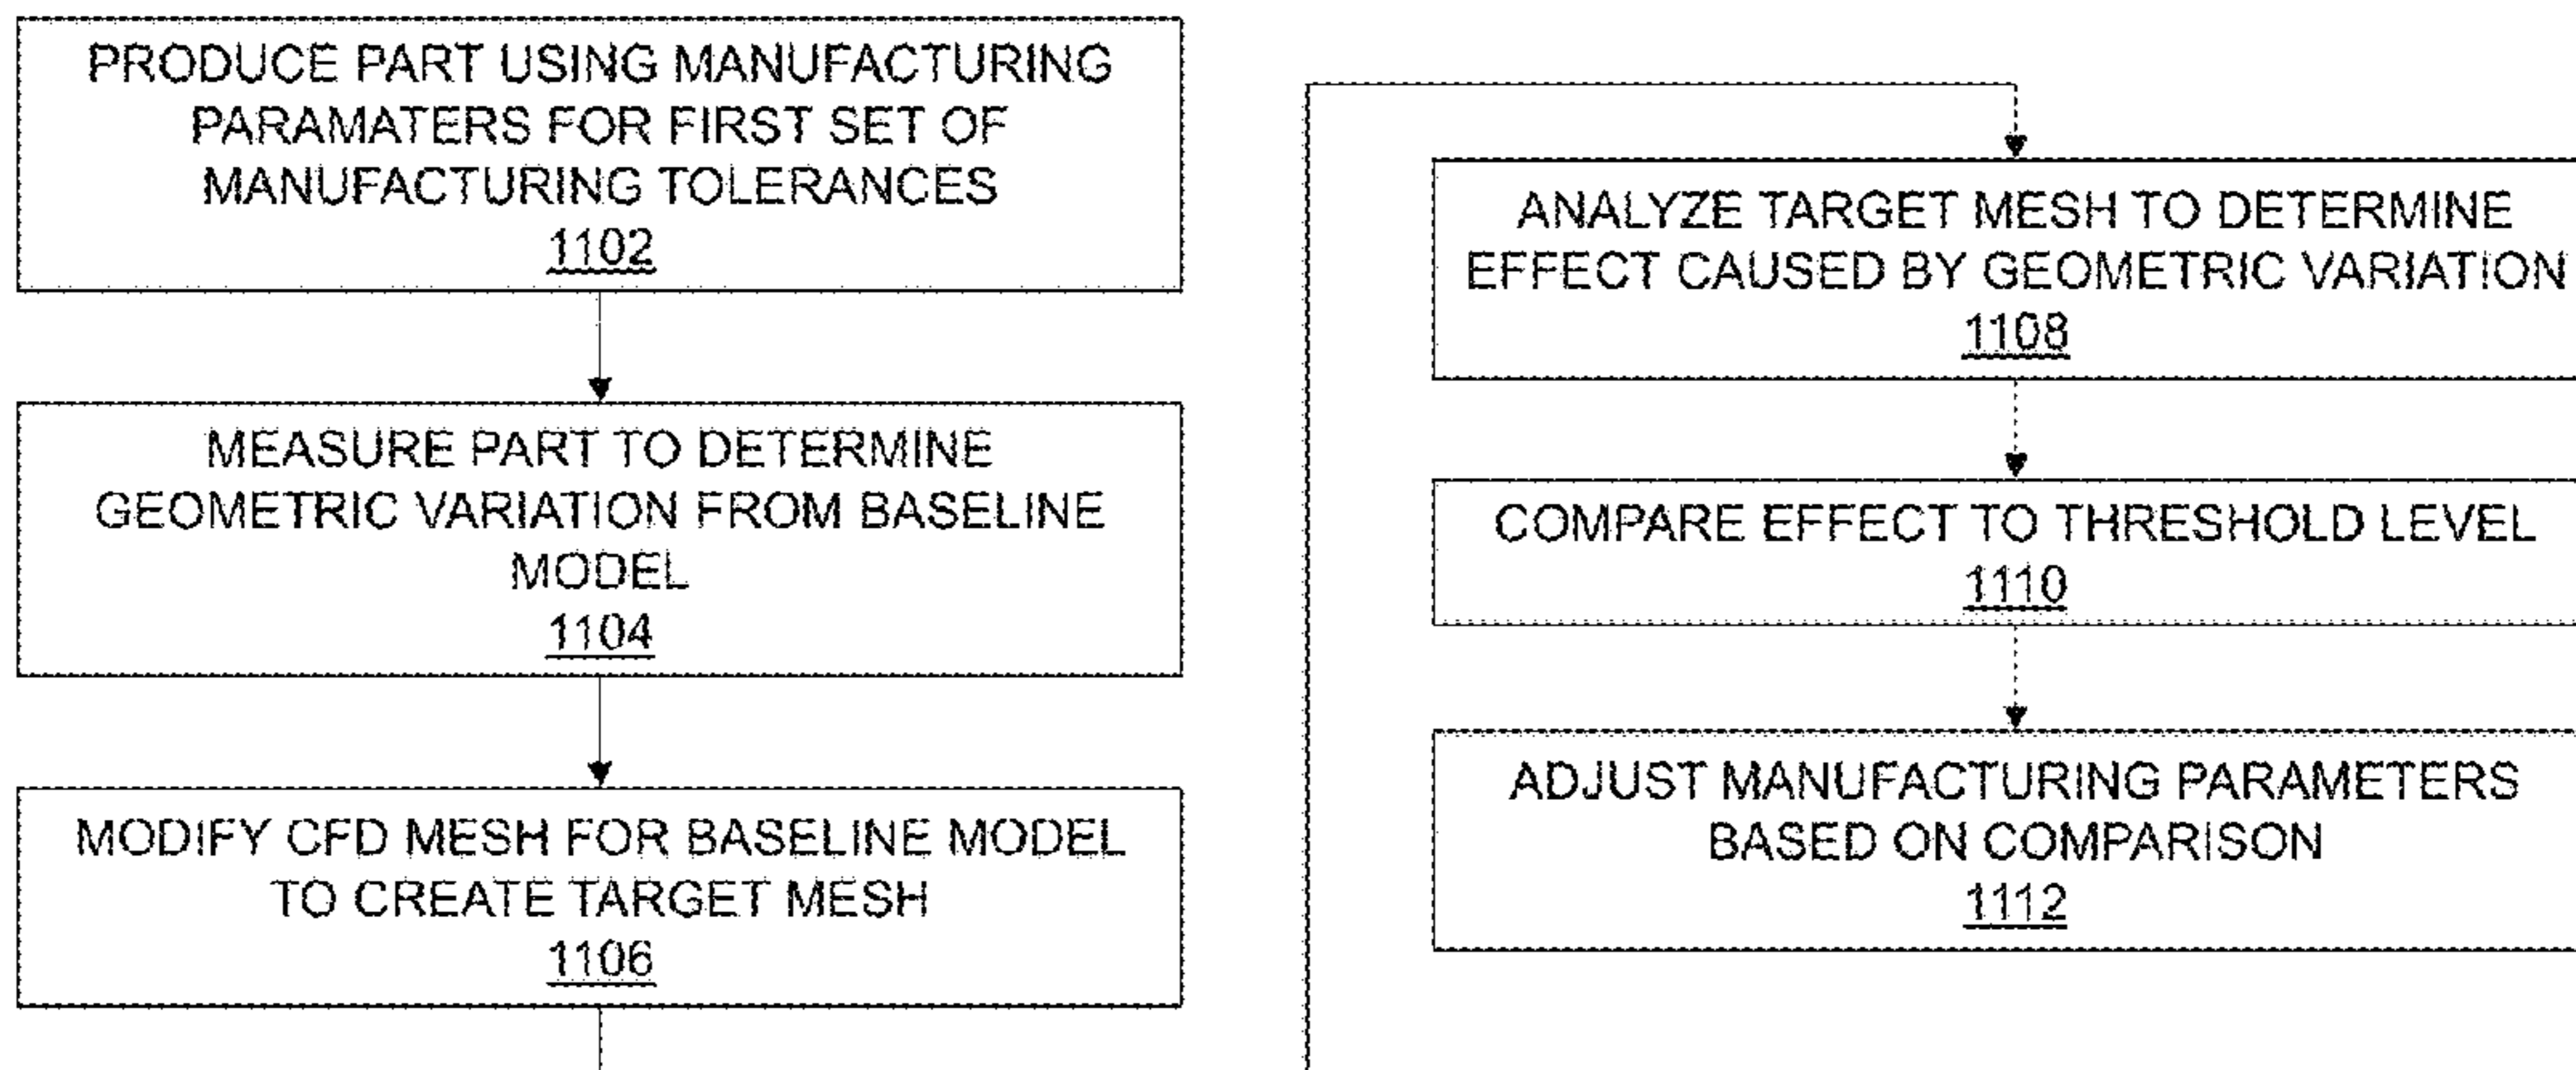 PRODUCE PART USING MANUFACTURING
PARAMATERS FOR FIRST SET OF
MANUFACTURING TOLERANCES
1102
MEASURE PART TO DETERMINE
GEOMETRIC VARIATION FROM BASELINE
MODEL
1104
MODIFY CFD MESH FOR BASELINE MODEL
TO CREATE TARGET MESH
1106
ANALYZE TARGET MESH TO DETERMINE
EFFECT CAUSED BY GEOMETRIC VARIATION
1108
COMPARE EFFECT TO THRESHOLD LEVEL
1110
ADJUST MANUFACTURING PARAMETERS
BASED ON COMPARISON
1112